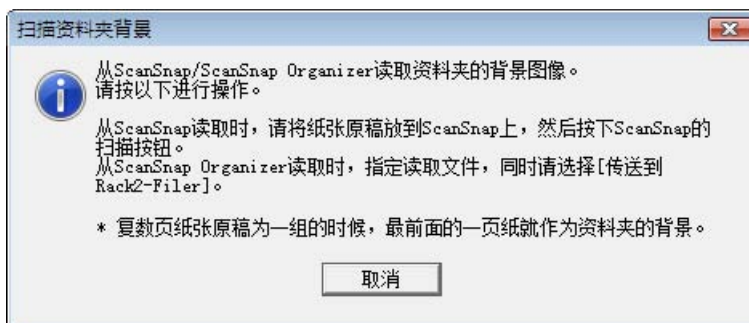 扫描资料夹背景
从ScanSnap/ScanSnap Organizer读取资料夹的背景图像。
请按以下进行操作。
从ScanSnap读取时，请将纸张原稿放到ScanSnap上，然后按下ScanSnap的
扫描按钮。
从ScanSnap Organizer读取时，指定读取文件，同时请选择[传送到
Rack2-Filer]。
* 复数页纸张原稿为一组的时候，最前面的一页纸就作为资料夹的背景。
取消